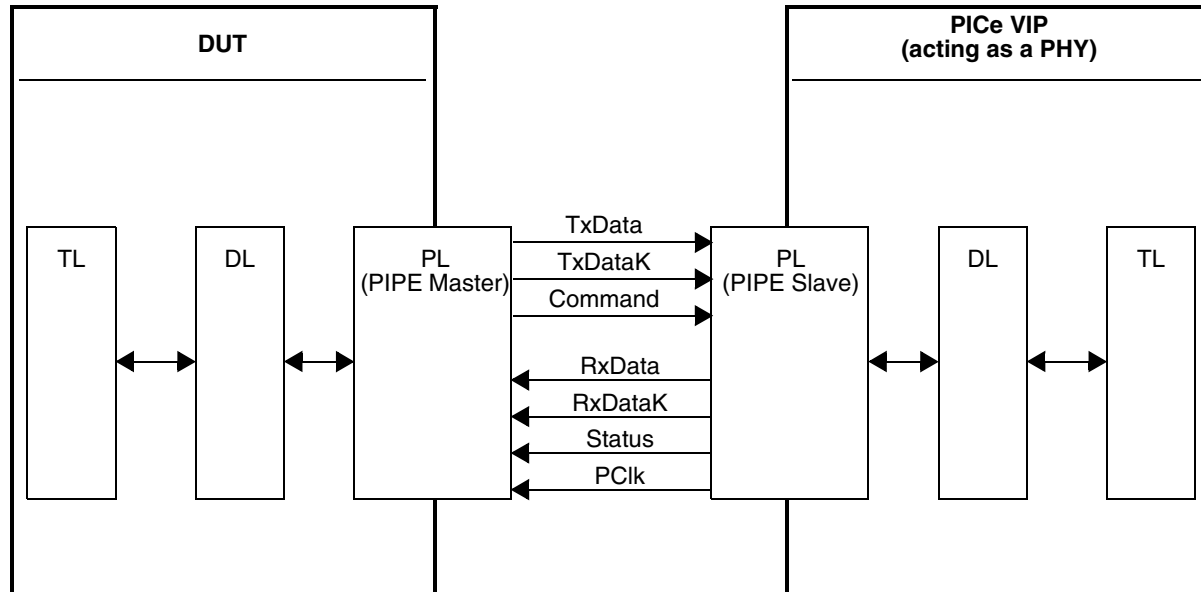 DUT
PICe VIP
(acting as a PHY)
TL
DL
PL
(PIPE Master)
TxData
TxDataK
Command
RxData
RxDataK
Status
PClk
PL
(PIPE Slave)
DL
TL